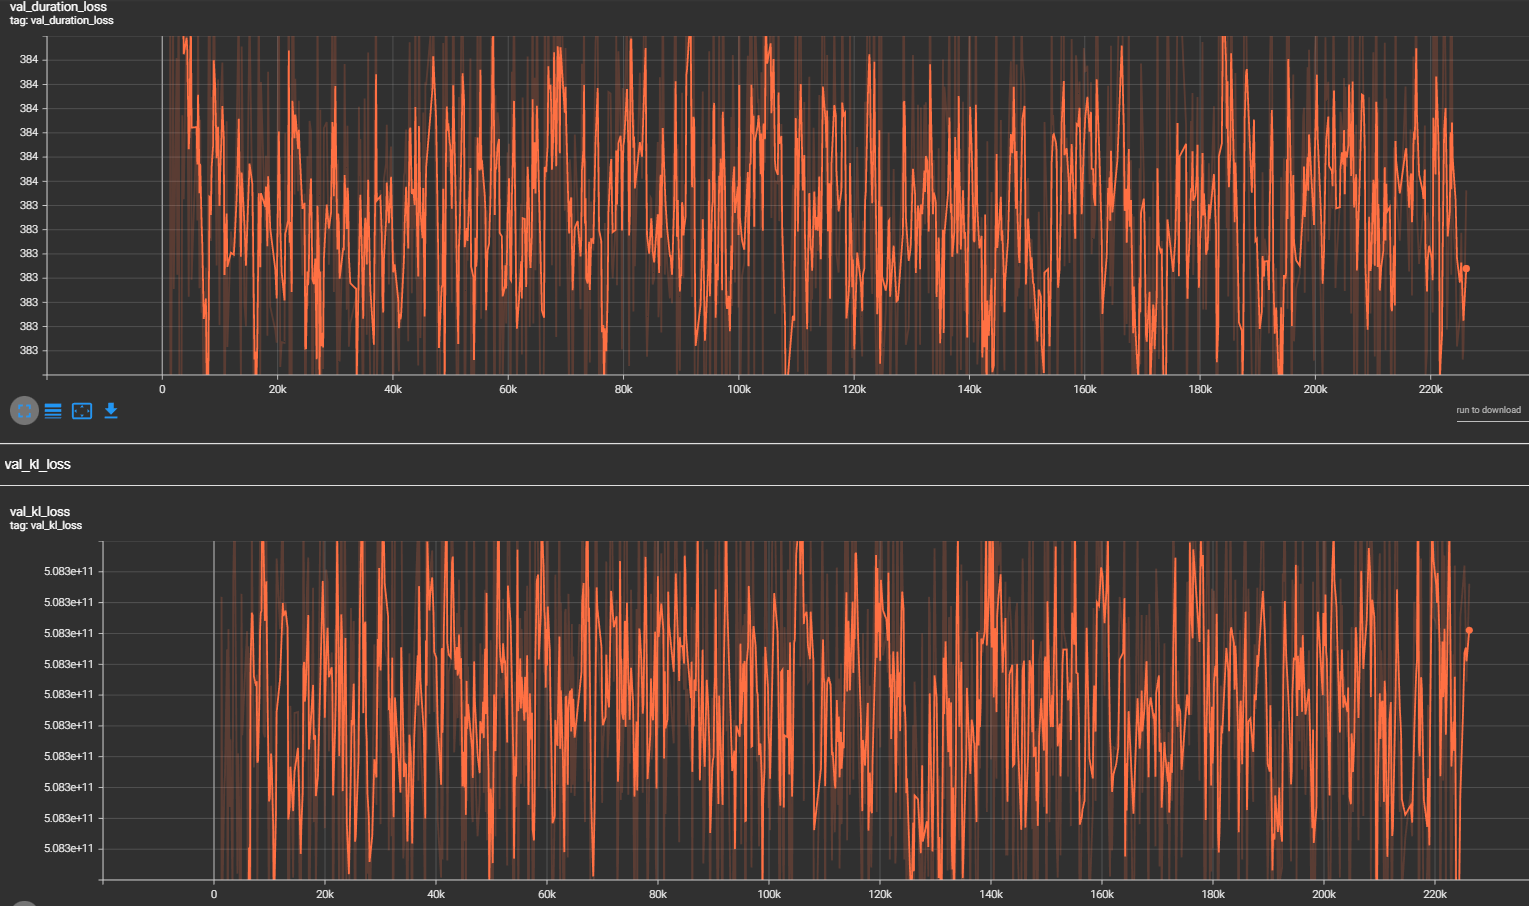 val_duration_loss
tag: val_duration_loss
384
384
384
384
384
384
383
383
383
383
383
383
383
0 20k 40k 60k 80k 100k 120k 140k 160k 180k 200k 220k
run to download
val_kl_loss
val_kl_loss
tag: val_kl_loss
5.083e+11
5.083e+11
5.083e+11
5.083e+11
5.083e+11
5.083e+11
5.083e+11
5.083e+11
5.083e+11
5.083e+11
0 20k 40k 60k 80k 100k 120k 140k 160k 180k 200k 220k